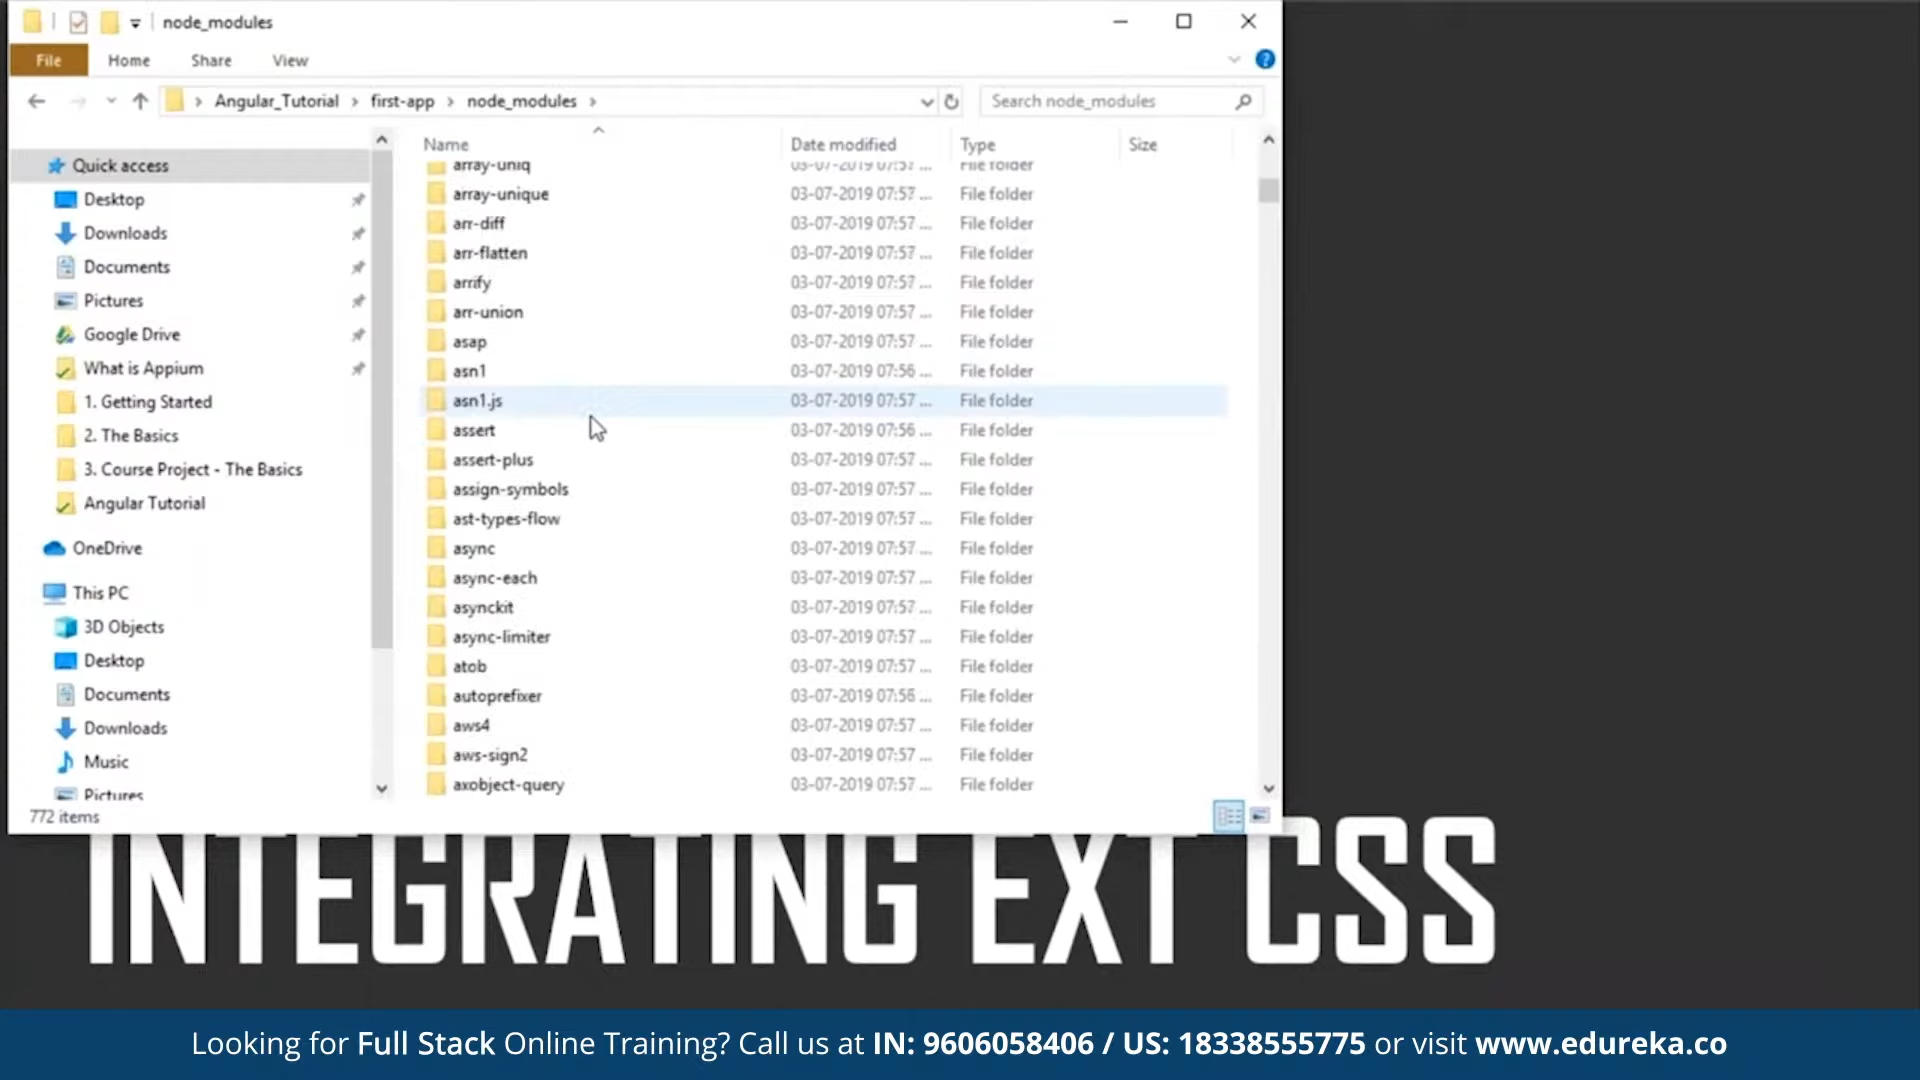 node_modules
File Home Share View
Angular_Tutorial first-app node_modules Search node_modules
Name Date modified Type Size
Quick access
Desktop
Downloads
Documents
Pictures
Google Drive
What is Appium
1. Getting Started
2. The Basics
3. Course Project - The Basics
Angular Tutorial
OneDrive
This PC
3D Objects
Desktop
Documents
Downloads
Music
Pictures
array-uniq 03-07-2019 07:57 ... File folder
array-unique 03-07-2019 07:57 ... File folder
arr-diff 03-07-2019 07:57 ... File folder
arr-flatten 03-07-2019 07:57 ... File folder
arrify 03-07-2019 07:57 ... File folder
arr-union 03-07-2019 07:57 ... File folder
asap 03-07-2019 07:57 ... File folder
asn1 03-07-2019 07:56 ... File folder
asn1.js 03-07-2019 07:57 ... File folder
assert 03-07-2019 07:56 ... File folder
assert-plus 03-07-2019 07:57 ... File folder
assign-symbols 03-07-2019 07:57 ... File folder
ast-types-flow 03-07-2019 07:57 ... File folder
async 03-07-2019 07:57 ... File folder
async-each 03-07-2019 07:57 ... File folder
asynckit 03-07-2019 07:57 ... File folder
async-limiter 03-07-2019 07:57 ... File folder
atob 03-07-2019 07:57 ... File folder
autoprefixer 03-07-2019 07:56 ... File folder
aws4 03-07-2019 07:57 ... File folder
aws-sign2 03-07-2019 07:57 ... File folder
axobject-query 03-07-2019 07:57 ... File folder
772 items
INTEGRATING EXT CSS
Looking for Full Stack Online Training? Call us at IN: 9606058406 / US: 18338555775 or visit www.edureka.co